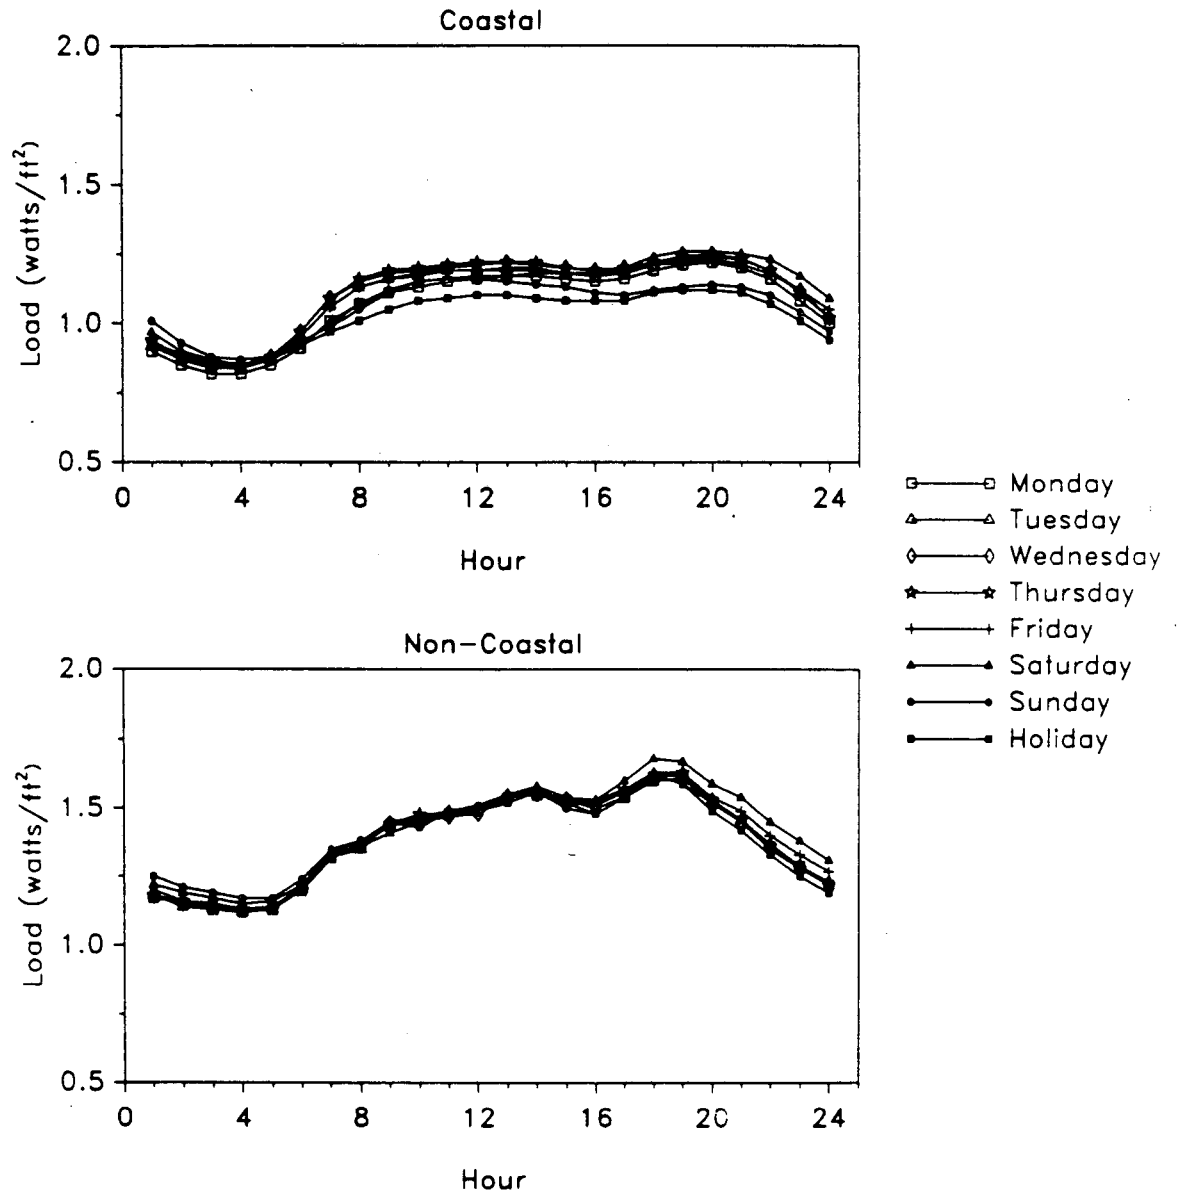 Coastal
2.0
1.5
1.0
0.5
Load (watts/ft²)
0 4 8 12 16 20 24
Hour
Monday
Tuesday
Wednesday
Thursday
Friday
Saturday
Sunday
Holiday
Non-Coastal
2.0
1.5
1.0
0.5
Load (watts/ft²)
0 4 8 12 16 20 24
Hour